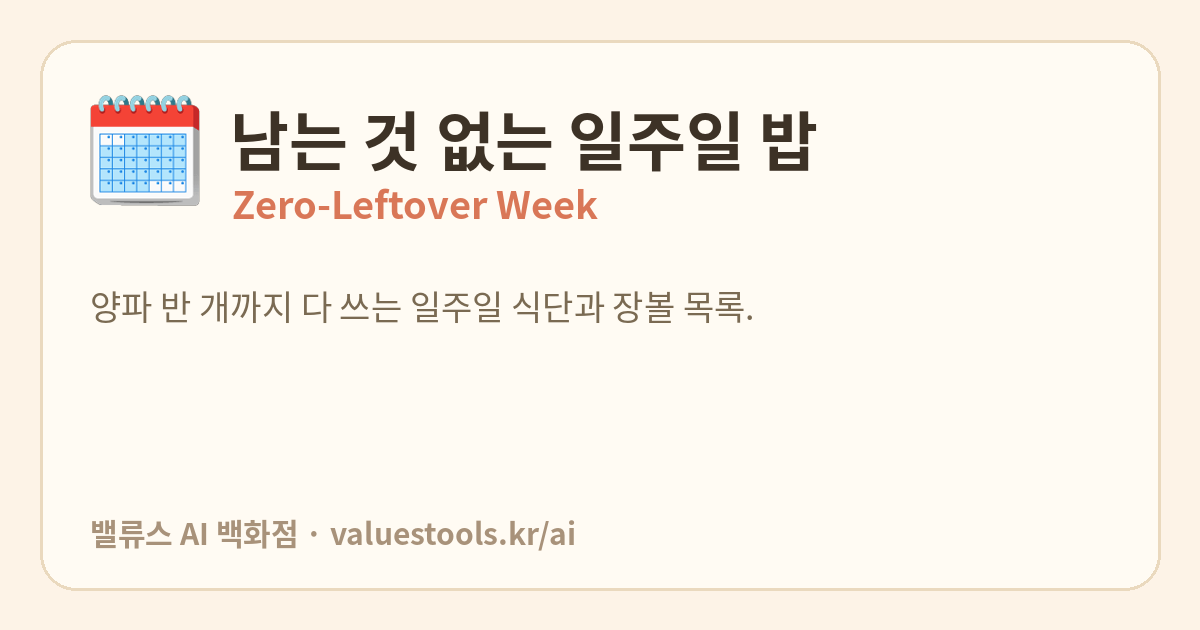 남는 것 없는 일주일 밥
Zero-Leftover Week
양파 반 개까지 다 쓰는 일주일 식단과 장볼 목록.
밸류스 AI 백화점 · valuestools.kr/ai